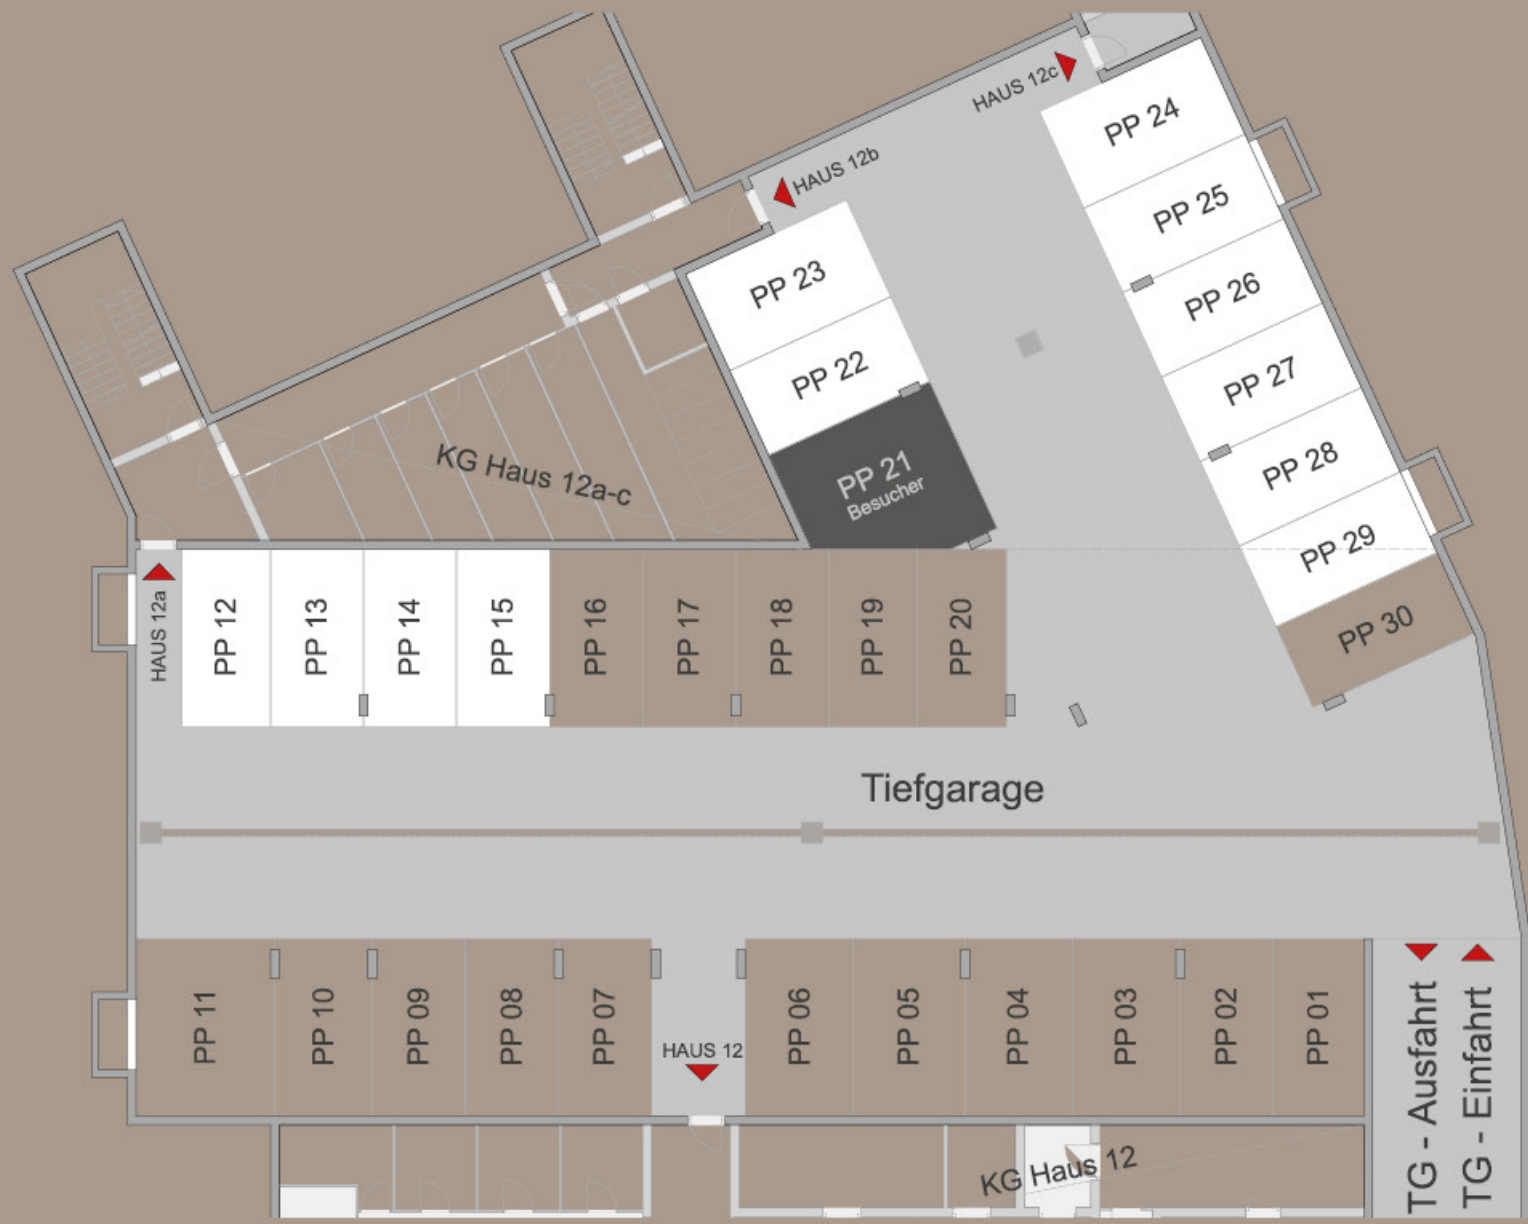 HAUS 12c
PP 24
HAUS 12b
PP 25
PP 23
PP 26
PP 22
PP 27
KG Haus 12a-c
PP 21
Besucher
PP 28
PP 29
HAUS 12a
PP 12
PP 13
PP 14
PP 15
PP 16
PP 17
PP 18
PP 19
PP 20
PP 30
Tiefgarage
PP 11
PP 10
PP 09
PP 08
PP 07
HAUS 12
PP 06
PP 05
PP 04
PP 03
PP 02
PP 01
TG - Ausfahrt
TG - Einfahrt
KG Haus 12